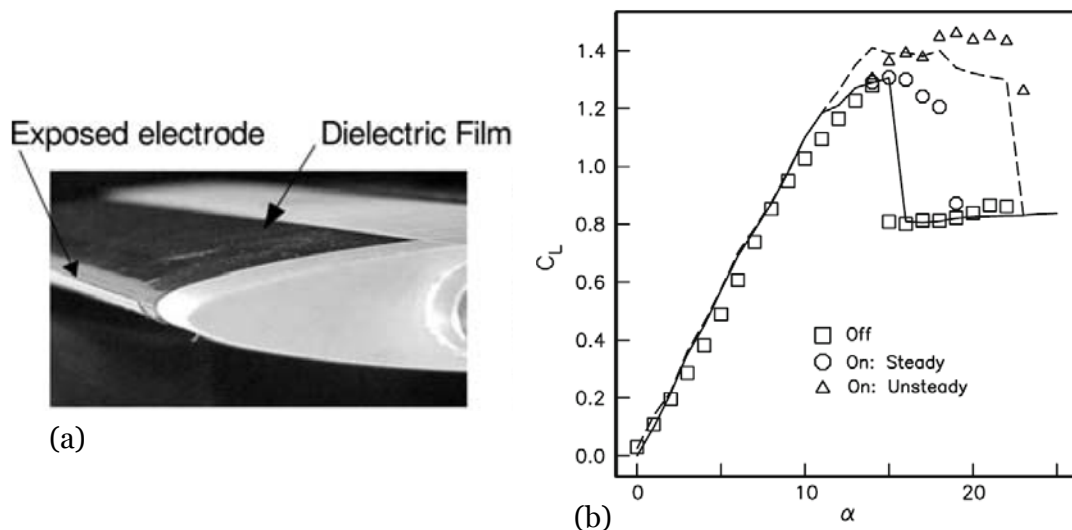 Exposed electrode
Dielectric Film
(a)
1.4
1.2
1.0
0.8
0.6
0.4
0.2
0.0
C_L
0
10
20
α
Off
On: Steady
On: Unsteady
(b)